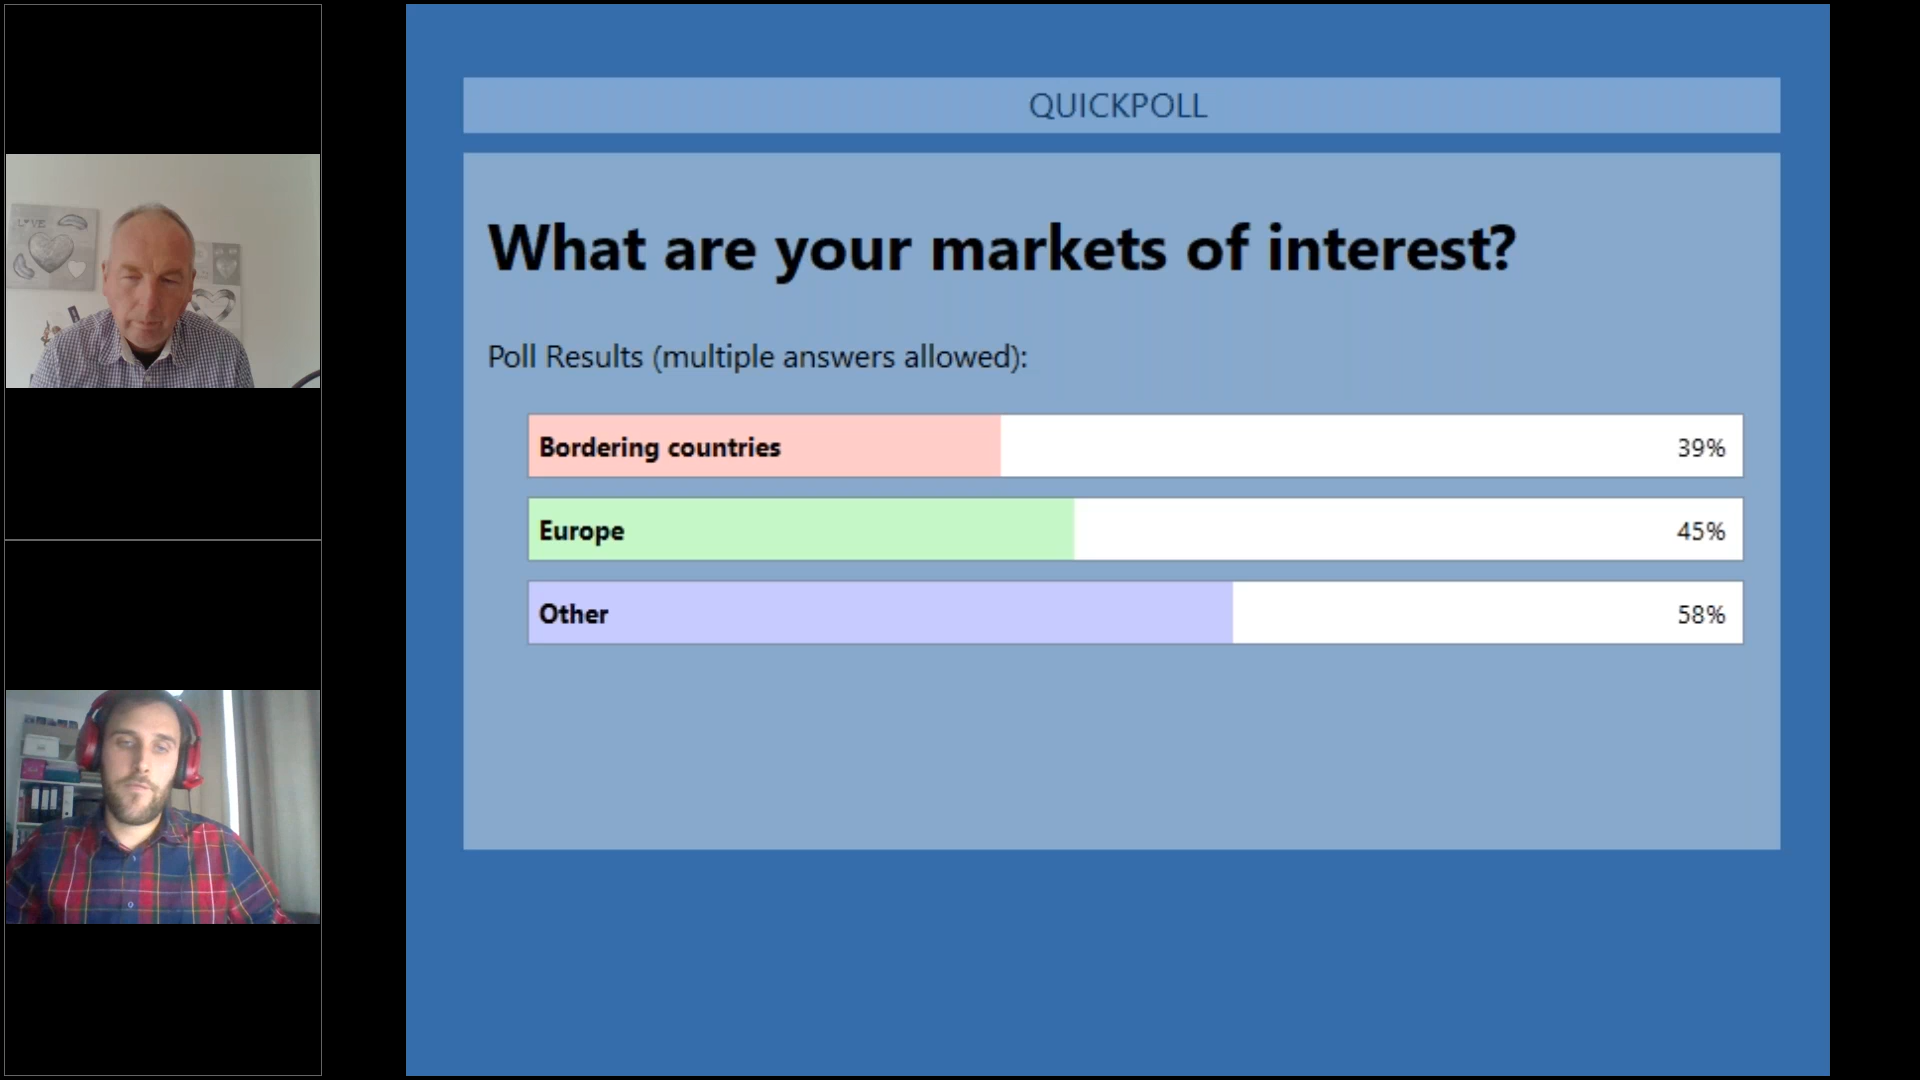 QUICKPOLL
What are your markets of interest?
Poll Results (multiple answers allowed):
Bordering countries 39%
Europe 45%
Other 58%
LOVE